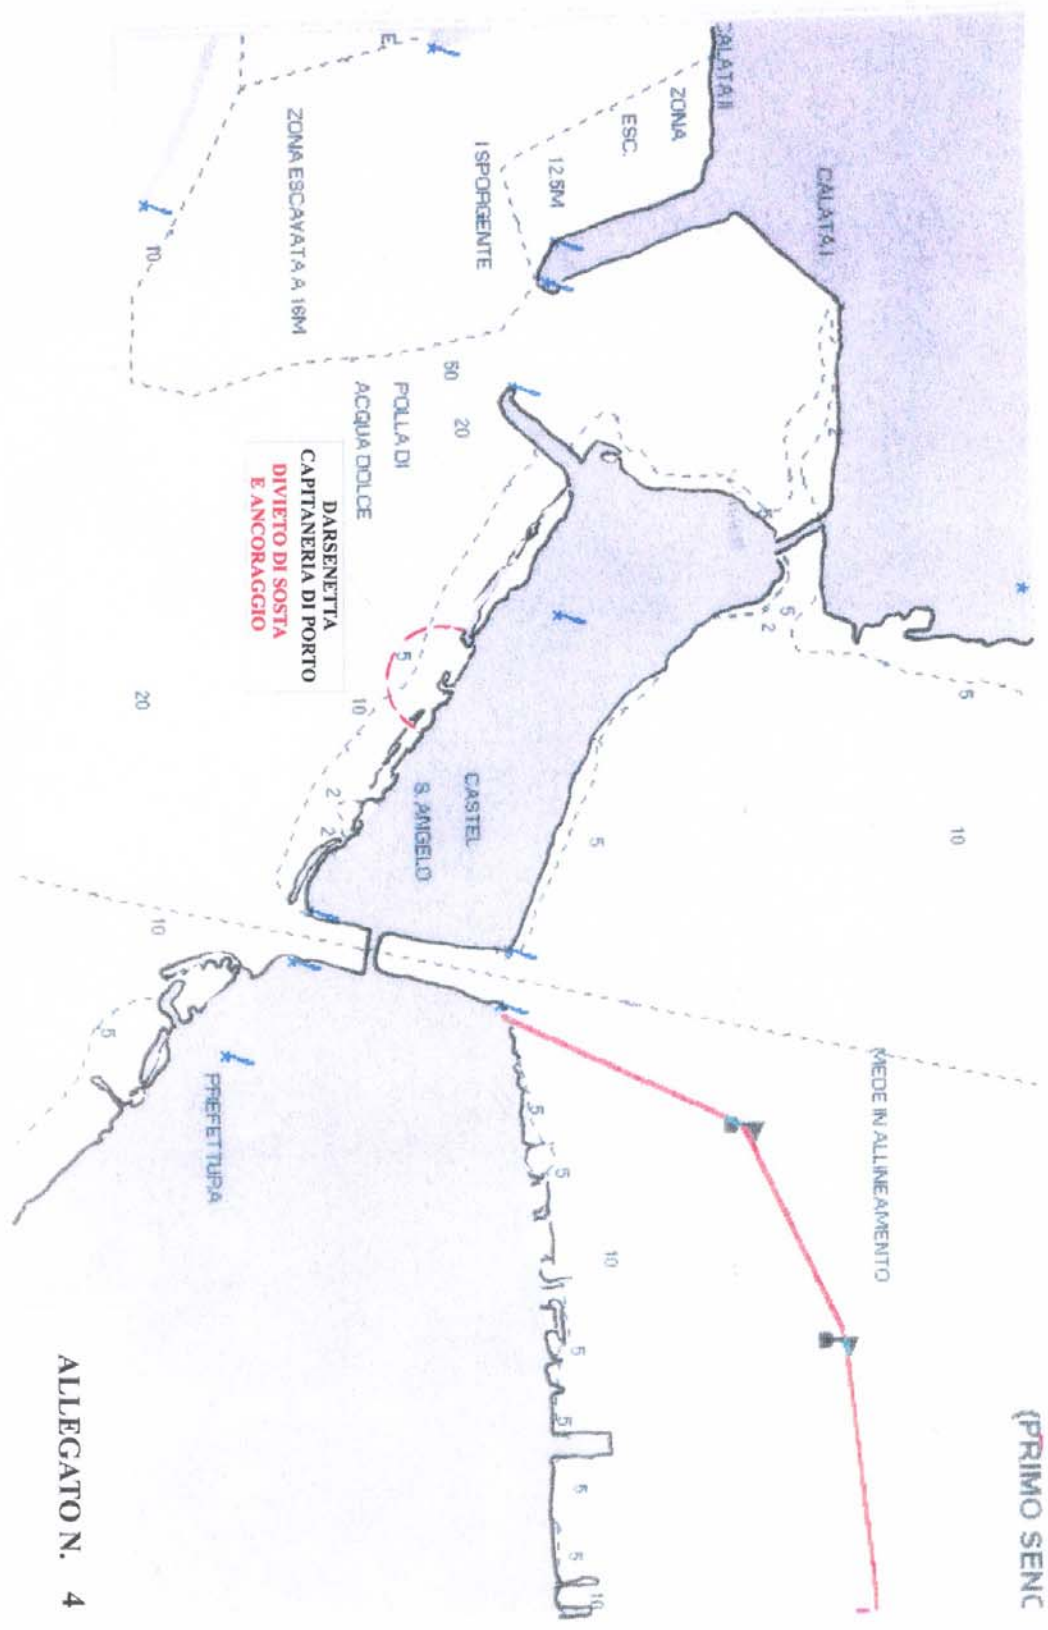 (PRIMO SENC
5
10
MEDE IN ALLINEAMENTO
CALATA I
2
5
2
5
CALATA II
ZONA
ESC.
12.5M
10
5
10
5
5
5
5
5
5
I SPORGENTE
CASTEL
S. ANGELO
50
20
POLLA DI
ACQUA DOLCE
5
10
2
2
E
DARSENETTA
CAPITANERIA DI PORTO
DIVIETO DI SOSTA
E ANCORAGGIO
ZONA ESCAVATA A 16M
PREFETTURA
10
10
20
5
ALLEGATO N. 4